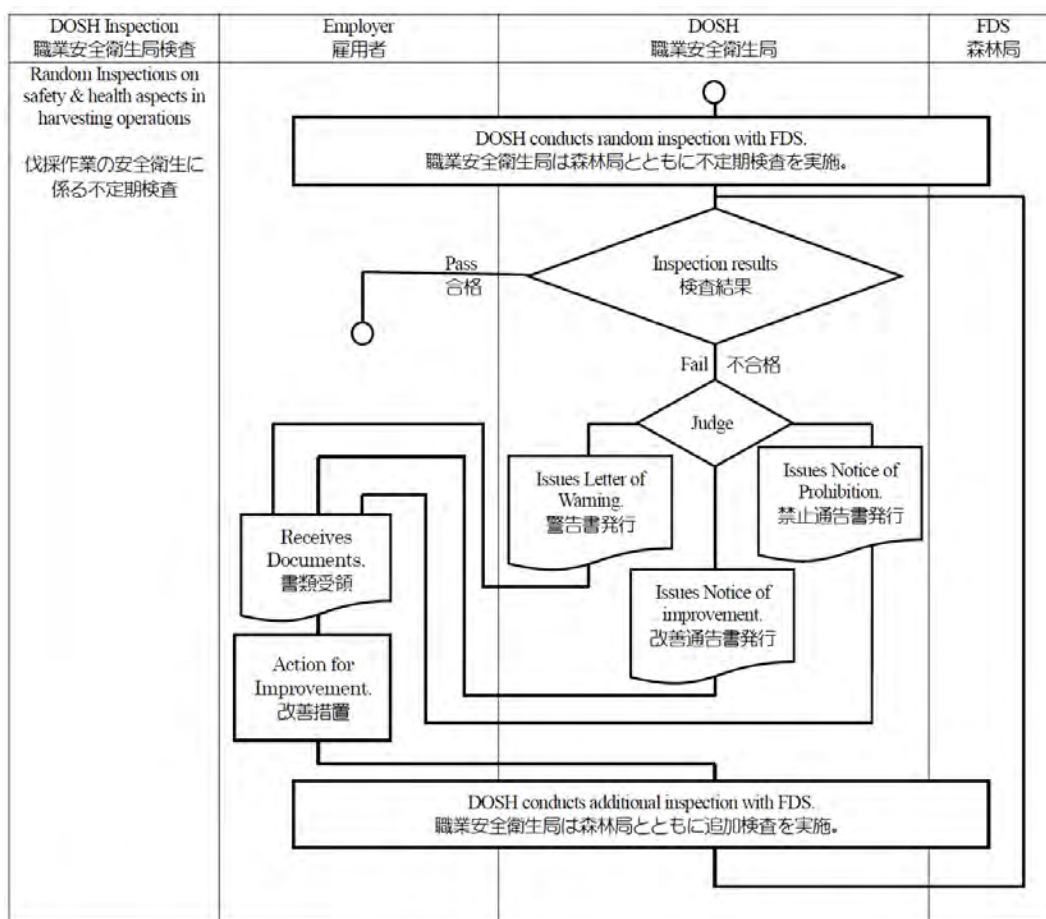 DOSH Inspection
職業安全衛生局検査
Employer
雇用者
DOSH
職業安全衛生局
FDS
森林局
Random Inspections on
safety & health aspects in
harvesting operations
伐採作業の安全衛生に
係る不定期検査
DOSH conducts random inspection with FDS.
職業安全衛生局は森林局とともに不定期検査を実施。
Inspection results
検査結果
Pass
合格
Fail 不合格
Judge
Issues Letter of
Warning.
警告書発行
Issues Notice of
Prohibition.
禁止通告書発行
Receives
Documents.
書類受領
Issues Notice of
improvement.
改善通告書発行
Action for
Improvement.
改善措置
DOSH conducts additional inspection with FDS.
職業安全衛生局は森林局とともに追加検査を実施。